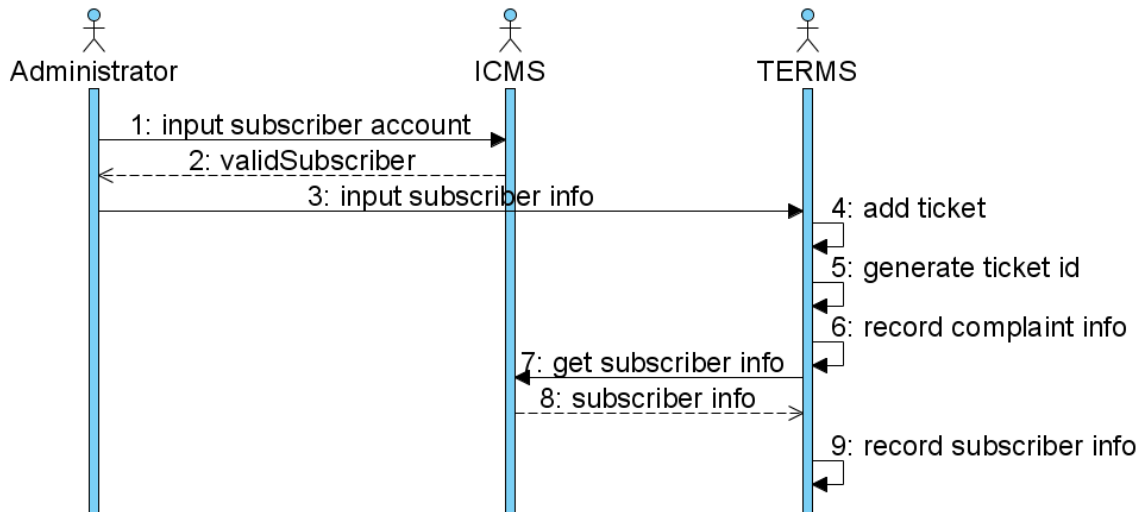 Administrator
ICMS
TERMS
1: input subscriber account
2: validSubscriber
3: input subscriber info
4: add ticket
5: generate ticket id
6: record complaint info
7: get subscriber info
8: subscriber info
9: record subscriber info